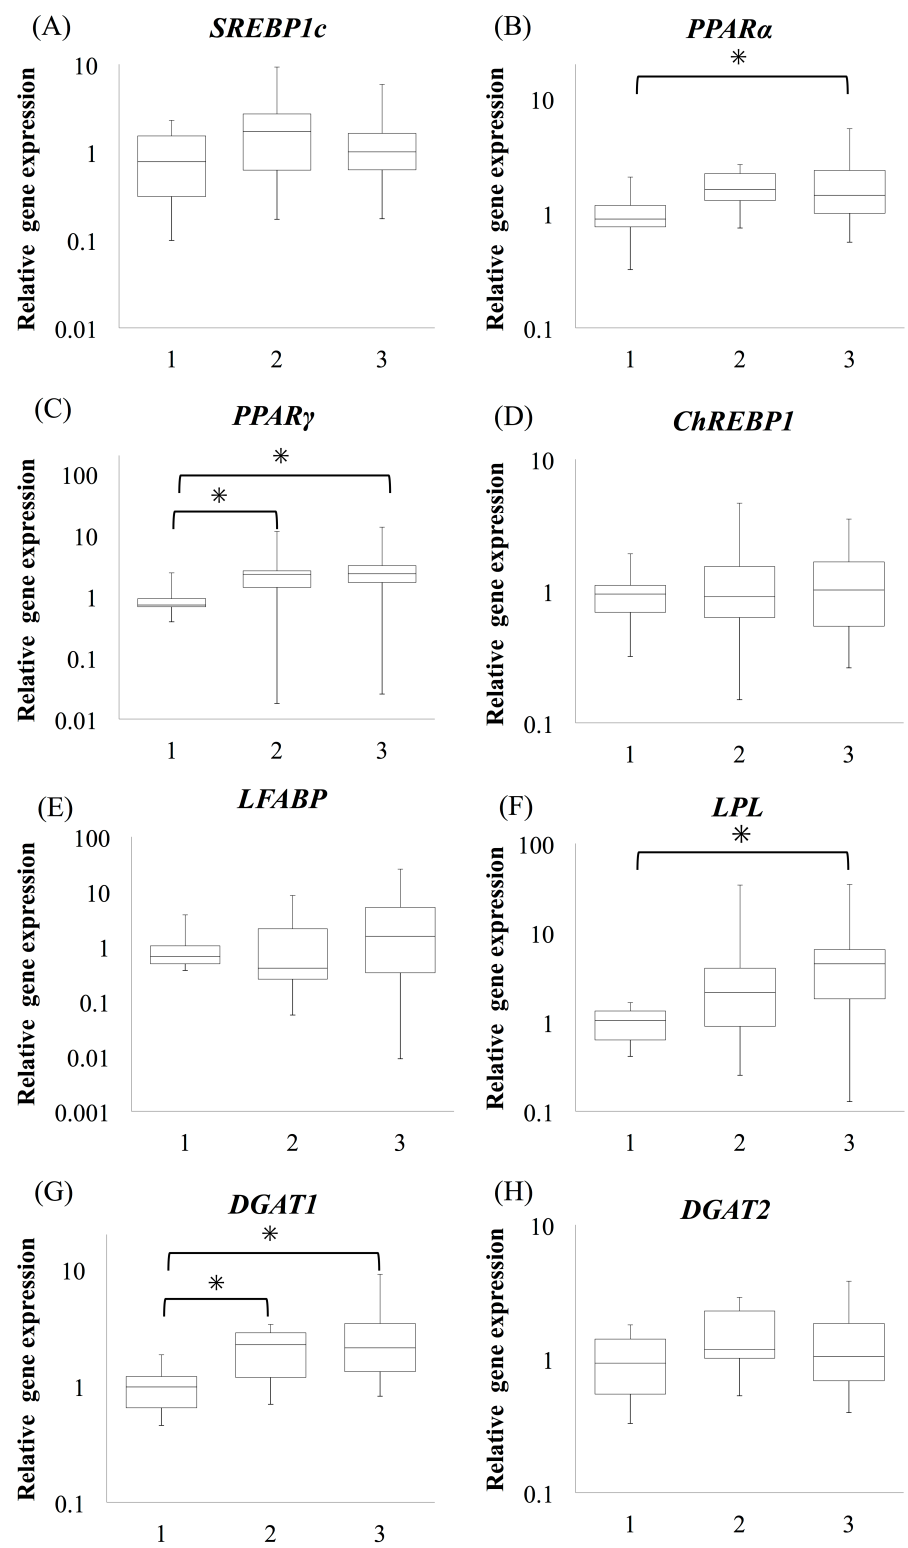 (A) SREBP1c
Relative gene expression
10
1
0.1
0.01
1 2 3
(B) PPARα
*
Relative gene expression
10
1
0.1
1 2 3
(C) PPARγ
*
*
Relative gene expression
100
10
1
0.1
0.01
1 2 3
(D) ChREBP1
Relative gene expression
10
1
0.1
1 2 3
(E) LFABP
Relative gene expression
100
10
1
0.1
0.01
0.001
1 2 3
(F) LPL
*
Relative gene expression
100
10
1
0.1
1 2 3
(G) DGAT1
*
*
Relative gene expression
10
1
0.1
1 2 3
(H) DGAT2
Relative gene expression
10
1
0.1
1 2 3